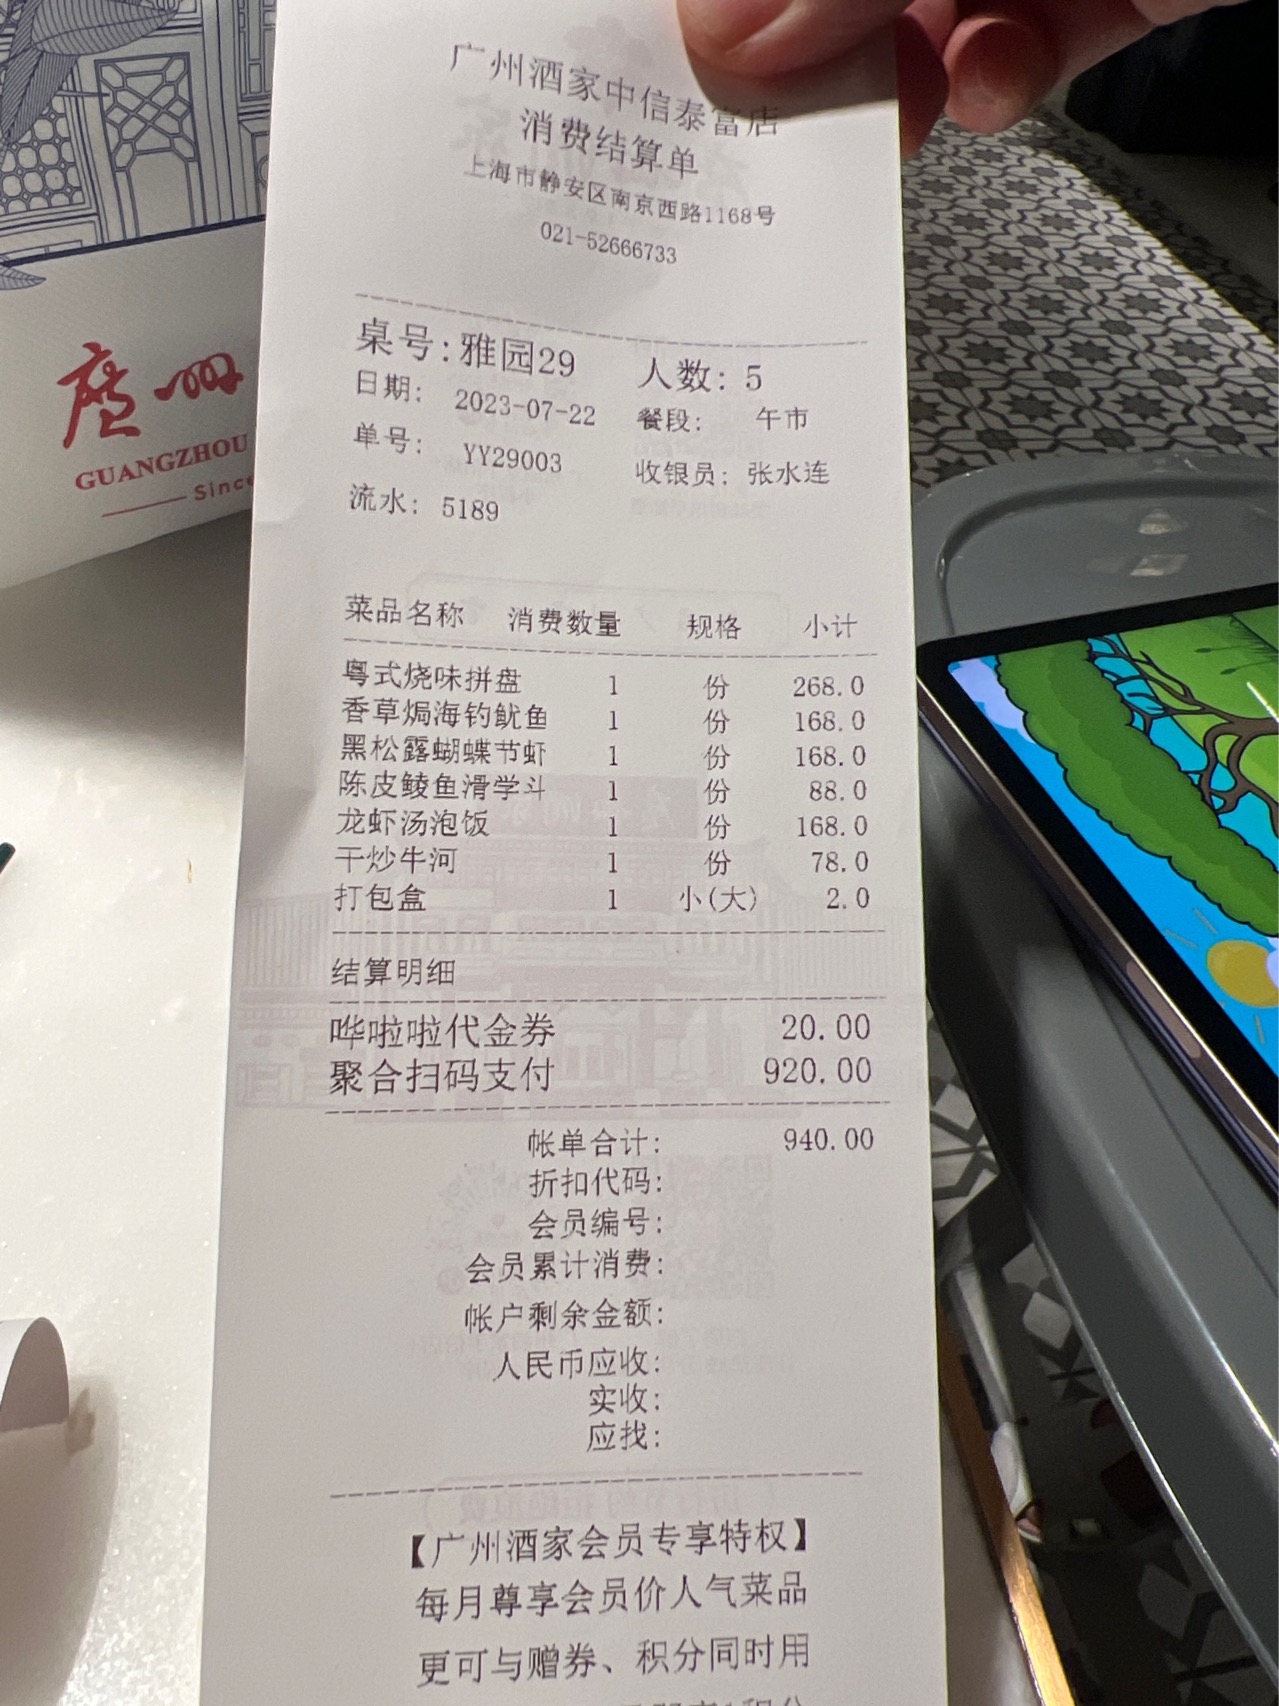 广州酒家中信泰富店
消费结算单
上海市静安区南京西路1168号
021-52666733
桌号:雅园29 人数: 5
日期: 2023-07-22 餐段: 午市
单号: YY29003 收银员: 张水连
流水: 5189
菜品名称 消费数量 规格 小计
粤式烧味拼盘 1 份 268.0
香草焗海钓鱿鱼 1 份 168.0
黑松露蝴蝶节虾 1 份 168.0
陈皮鲮鱼滑学斗 1 份 88.0
龙虾汤泡饭 1 份 168.0
干炒牛河 1 份 78.0
打包盒 1 小(大) 2.0
结算明细
哗啦啦代金券 20.00
聚合扫码支付 920.00
帐单合计: 940.00
折扣代码:
会员编号:
会员累计消费:
帐户剩余金额:
人民币应收:
实收:
应找:
【广州酒家会员专享特权】
每月尊享会员价人气菜品
更可与赠券、积分同时用
廣州
GUANGZHOU
Since